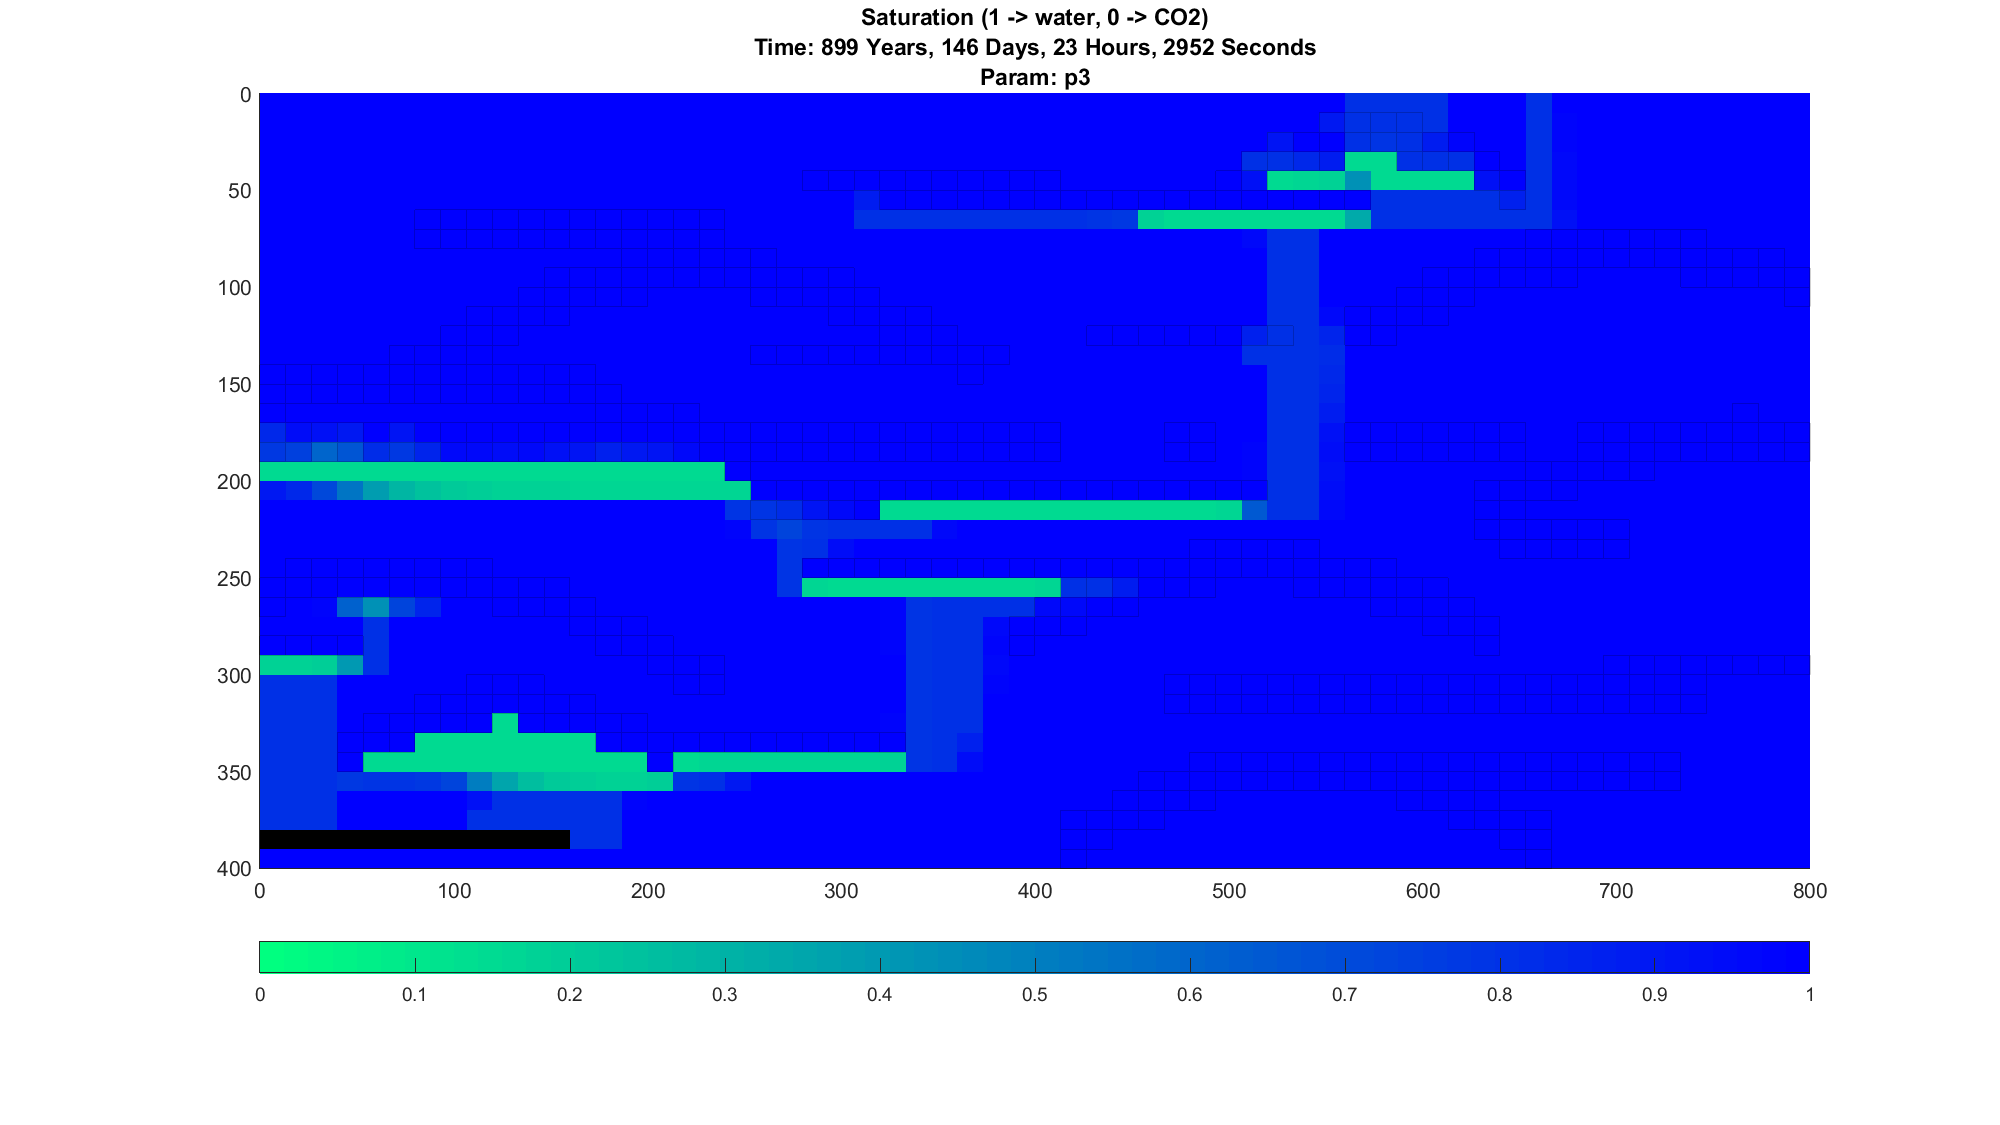 Saturation (1 -> water, 0 -> CO2)
Time: 899 Years, 146 Days, 23 Hours, 2952 Seconds
Param: p3
0
50
100
150
200
250
300
350
400
0 100 200 300 400 500 600 700 800
0 0.1 0.2 0.3 0.4 0.5 0.6 0.7 0.8 0.9 1